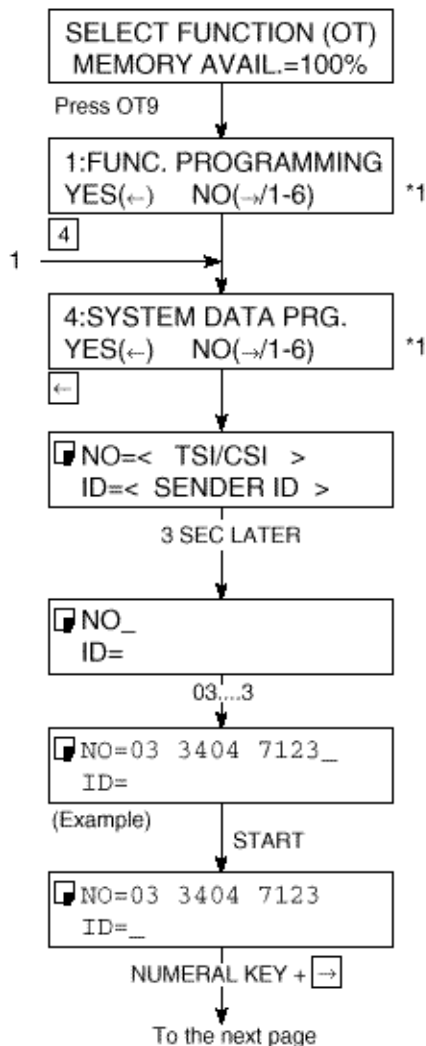 SELECT FUNCTION (OT)
MEMORY AVAIL.=100%
Press OT9
1:FUNC. PROGRAMMING
YES(←) NO(→/1-6) *1
4
1
4:SYSTEM DATA PRG.
YES(←) NO(→/1-6) *1
←
NO=< TSI/CSI >
ID=< SENDER ID >
3 SEC LATER
NO_
ID=
03....3
NO=03 3404 7123_
ID=
(Example)
START
NO=03 3404 7123
ID=_
NUMERAL KEY + →
To the next page